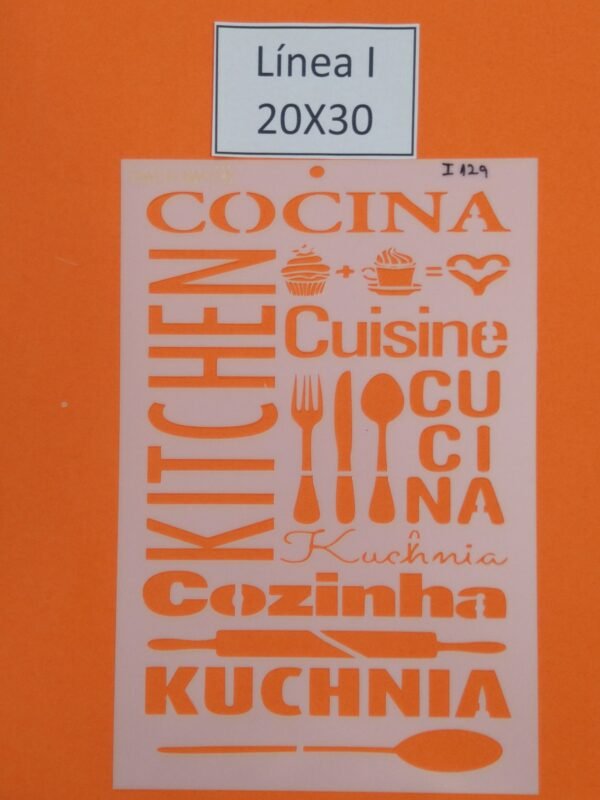 Línea I
20X30
I 129
COCINA
KITCHEN
+ =
Cuisine
CU
CI
NA
Kuchnia
Cozinha
KUCHNIA